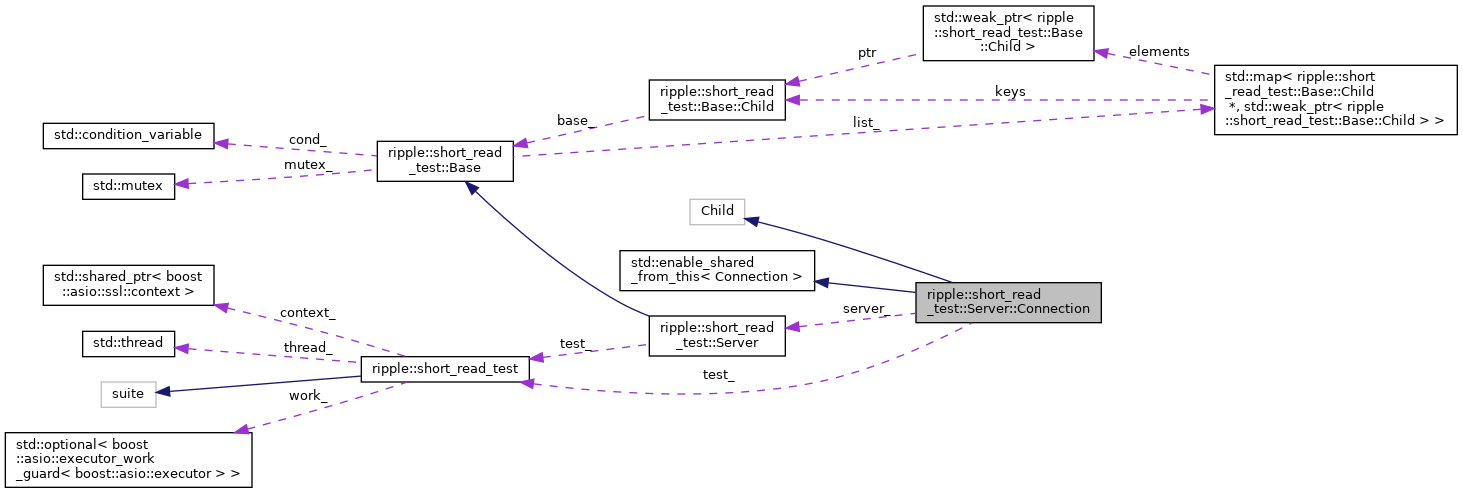 std::weak_ptr< ripple
::short_read_test::Base
::Child >
ptr
elements
std::map< ripple::short
_read_test::Base::Child
*, std::weak_ptr< ripple
::short_read_test::Base::Child > >
ripple::short_read
_test::Base::Child
keys
base_
list_
std::condition_variable
cond_
ripple::short_read
_test::Base
mutex_
std::mutex
Child
std::enable_shared
_from_this< Connection >
std::shared_ptr< boost
::asio::ssl::context >
ripple::short_read
_test::Server::Connection
server_
context_
ripple::short_read
_test::Server
std::thread
thread_
test_
ripple::short_read_test
test_
suite
work_
std::optional< boost
::asio::executor_work
_guard< boost::asio::executor > >